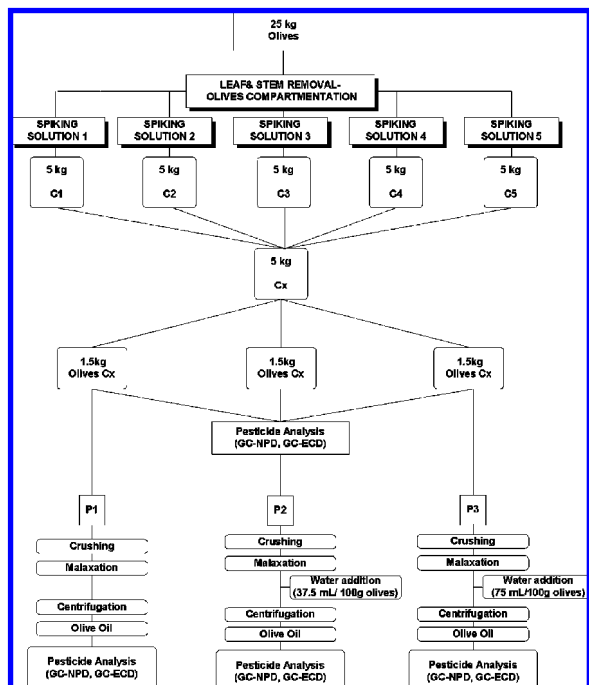 25 kg
Olives
LEAF& STEM REMOVAL-
OLIVES COMPARTMENTATION
SPIKING
SOLUTION 1
SPIKING
SOLUTION 2
SPIKING
SOLUTION 3
SPIKING
SOLUTION 4
SPIKING
SOLUTION 5
5 kg
C1
5 kg
C2
5 kg
C3
5 kg
C4
5 kg
C5
5 kg
Cx
1.5kg
Olives Cx
1.5kg
Olives Cx
1.5kg
Olives Cx
Pesticide Analysis
(GC-NPD, GC-ECD)
P1
Crushing
Malaxation
Centrifugation
Olive Oil
Pesticide Analysis
(GC-NPD, GC-ECD)
P2
Crushing
Malaxation
Water addition
(37.5 mL/ 100g olives)
Centrifugation
Olive Oil
Pesticide Analysis
(GC-NPD, GC-ECD)
P3
Crushing
Malaxation
Water addition
(75 mL/100g olives)
Centrifugation
Olive Oil
Pesticide Analysis
(GC-NPD, GC-ECD)